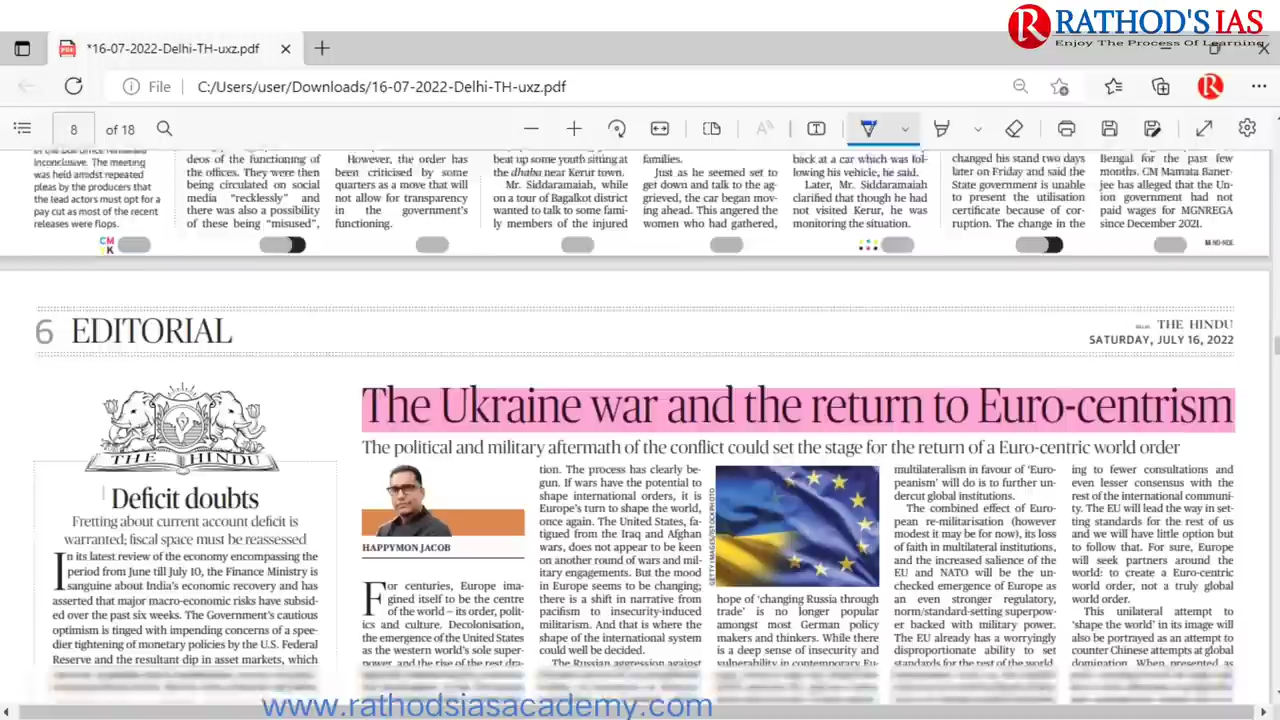 RATHOD'S IAS
Enjoy The Process Of Learning
*16-07-2022-Delhi-TH-uxz.pdf
File
C:/Users/user/Downloads/16-07-2022-Delhi-TH-uxz.pdf
8
of 18
inconclusive. The meeting
was held amidst repeated
pleas by the producers that
the lead actors must opt for a
pay cut as most of the recent
releases were flops.
deos of the functioning of
the offices. They were then
being circulated on social
media “recklessly” and
there was also a possibility
of these being “misused”,
However, the order has
been criticised by some
quarters as a move that will
not allow for transparency
in the government's
functioning.
beat up some youth sitting at
the dhaba near Kerur town.
Mr. Siddaramaiah, while
on a tour of Bagalkot district
wanted to talk to some fami-
ly members of the injured
families.
Just as he seemed set to
get down and talk to the ag-
grieved, the car began mov-
ing ahead. This angered the
women who had gathered,
back at a car which was fol-
lowing his vehicle, he said.
Later, Mr. Siddaramaiah
clarified that though he had
not visited Kerur, he was
monitoring the situation.
changed his stand two days
later on Friday and said the
State government is unable
to present the utilisation
certificate because of cor-
ruption. The change in the
Bengal for the past few
months. CM Mamata Baner-
jee has alleged that the Un-
ion government had not
paid wages for MGNREGA
since December 2021.
CM
YK
6 EDITORIAL
THE HINDU
SATURDAY, JULY 16, 2022
THE HINDU
Deficit doubts
Fretting about current account deficit is
warranted; fiscal space must be reassessed
In its latest review of the economy encompassing the
period from June till July 10, the Finance Ministry is
sanguine about India's economic recovery and has
asserted that major macro-economic risks have subsid-
ed over the past six weeks. The Government's cautious
optimism is tinged with impending concerns of a spee-
dier tightening of monetary policies by the U.S. Federal
Reserve and the resultant dip in asset markets, which
The Ukraine war and the return to Euro-centrism
The political and military aftermath of the conflict could set the stage for the return of a Euro-centric world order
HAPPYMON JACOB
For centuries, Europe ima-
gined itself to be the centre
of the world – its order, polit-
ics and culture. Decolonisation,
the emergence of the United States
as the western world's sole super-
power, and the rise of the rest dra-
tion. The process has clearly be-
gun. If wars have the potential to
shape international orders, it is
Europe's turn to shape the world,
once again. The United States, fa-
tigued from the Iraq and Afghan
wars, does not appear to be keen
on another round of wars and mil-
itary engagements. But the mood
in Europe seems to be changing;
there is a shift in narrative from
pacifism to insecurity-induced
militarism. And that is where the
shape of the international system
could well be decided.
The Russian aggression against
GETTY IMAGES/ISTOCKPHOTO
hope of ‘changing Russia through
trade’ is no longer popular
amongst most German policy
makers and thinkers. While there
is a deep sense of insecurity and
vulnerability in contemporary Eu-
multilateralism in favour of ‘Euro-
peanism’ will do is to further un-
dercut global institutions.
The combined effect of Euro-
pean re-militarisation (however
modest it may be for now), its loss
of faith in multilateral institutions,
and the increased salience of the
EU and NATO will be the un-
checked emergence of Europe as
an even stronger regulatory,
norm/standard-setting superpow-
er backed with military power.
The EU already has a worryingly
disproportionate ability to set
standards for the rest of the world.
ing to fewer consultations and
even lesser consensus with the
rest of the international communi-
ty. The EU will lead the way in set-
ting standards for the rest of us
and we will have little option but
to follow that. For sure, Europe
will seek partners around the
world: to create a Euro-centric
world order, not a truly global
world order.
This unilateral attempt to
‘shape the world’ in its image will
also be portrayed as an attempt to
counter Chinese attempts at global
domination. When presented as
www.rathodsiasacademy.com